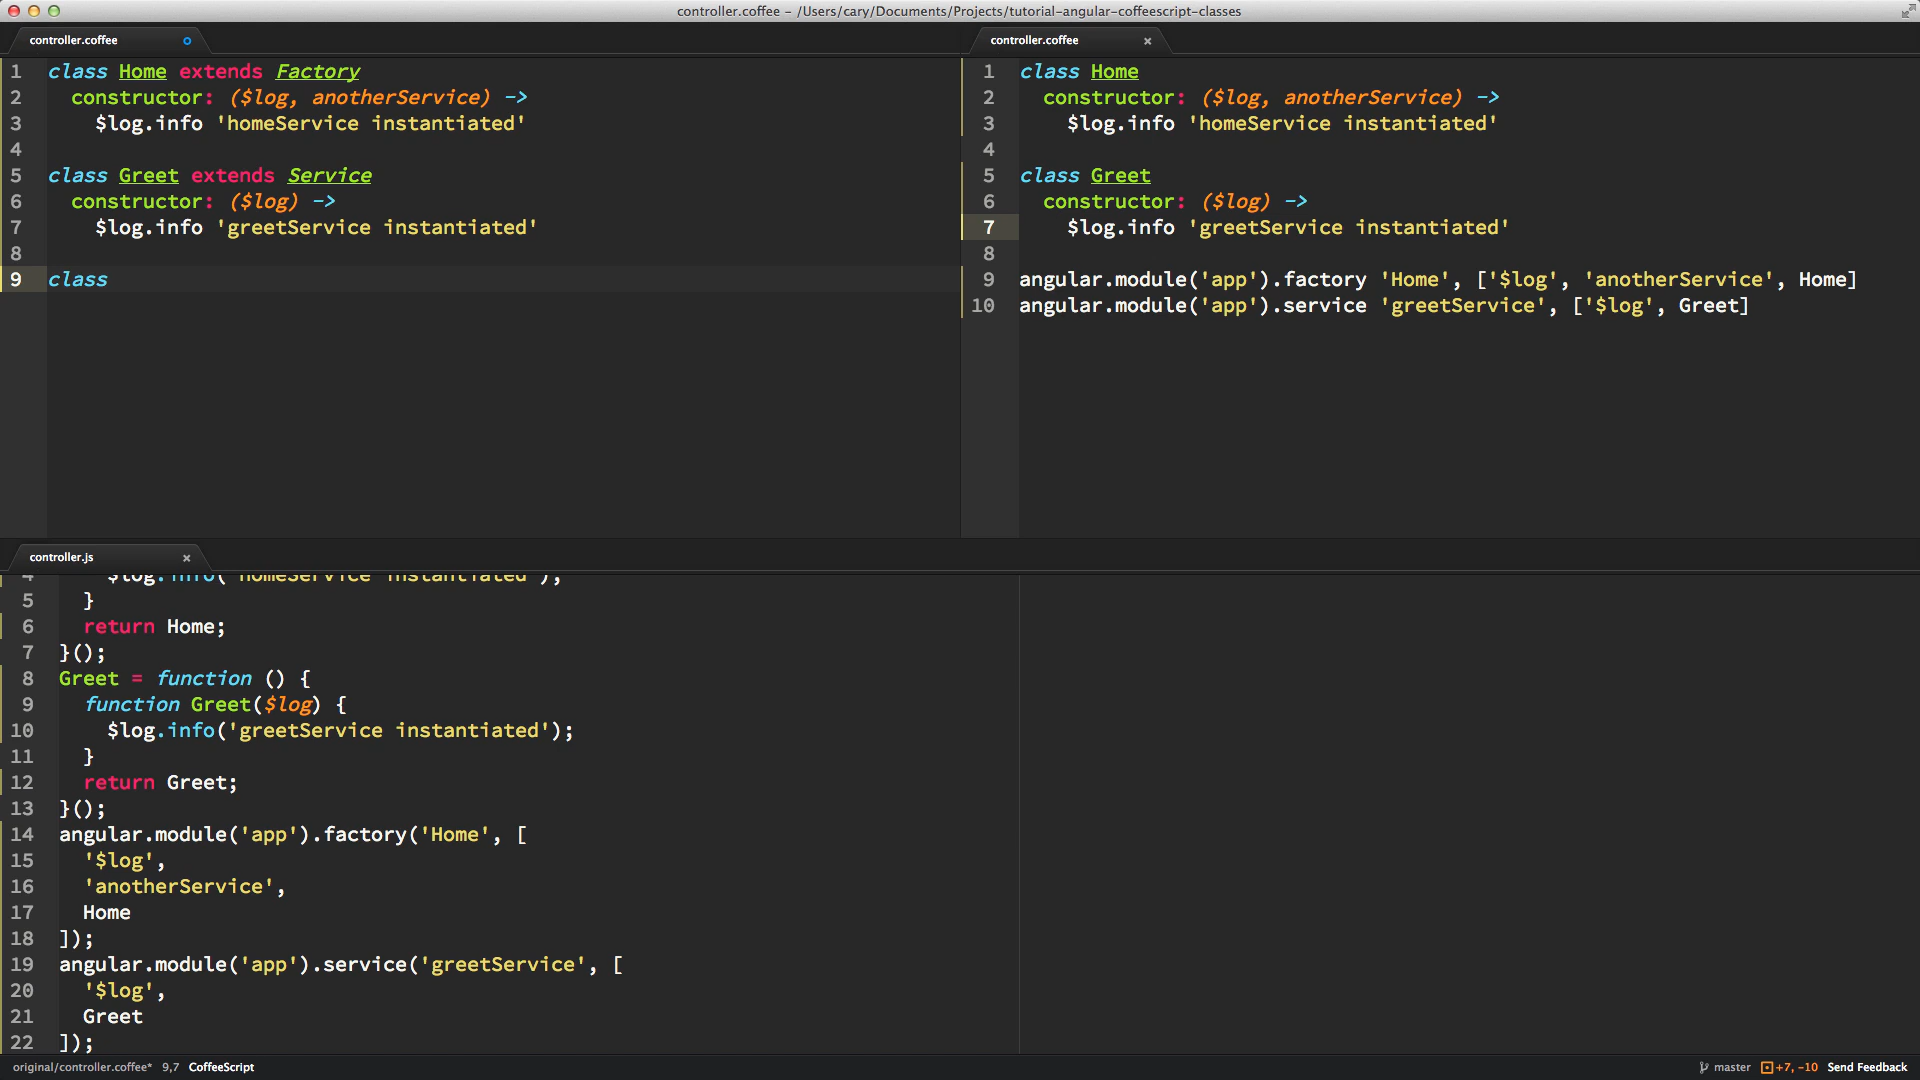 controller.coffee - /Users/cary/Documents/Projects/tutorial-angular-coffeescript-classes
controller.coffee
1 class Home extends Factory
2   constructor: ($log, anotherService) ->
3     $log.info 'homeService instantiated'
4
5 class Greet extends Service
6   constructor: ($log) ->
7     $log.info 'greetService instantiated'
8
9 class
controller.coffee ×
1 class Home
2   constructor: ($log, anotherService) ->
3     $log.info 'homeService instantiated'
4
5 class Greet
6   constructor: ($log) ->
7     $log.info 'greetService instantiated'
8
9 angular.module('app').factory 'Home', ['$log', 'anotherService', Home]
10 angular.module('app').service 'greetService', ['$log', Greet]
controller.js ×
4     $log.info('homeService instantiated');
5   }
6   return Home;
7 }();
8 Greet = function () {
9   function Greet($log) {
10     $log.info('greetService instantiated');
11   }
12   return Greet;
13 }();
14 angular.module('app').factory('Home', [
15   '$log',
16   'anotherService',
17   Home
18 ]);
19 angular.module('app').service('greetService', [
20   '$log',
21   Greet
22 ]);
original/controller.coffee* 9,7 CoffeeScript
master +7, -10 Send Feedback